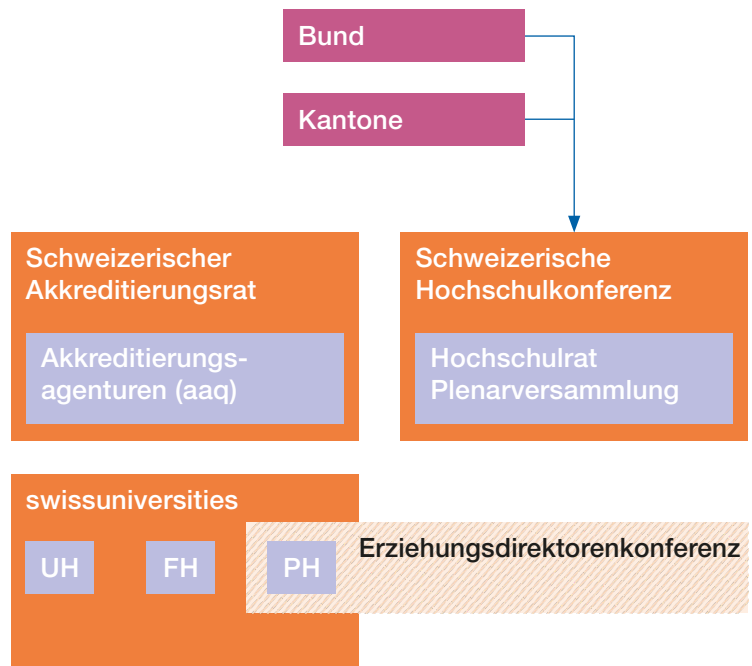 Bund
Kantone
Schweizerischer
Akkreditierungsrat
Akkreditierungs-
agenturen (aaq)
Schweizerische
Hochschulkonferenz
Hochschulrat
Plenarversammlung
swissuniversities
UH
FH
PH
Erziehungsdirektorenkonferenz